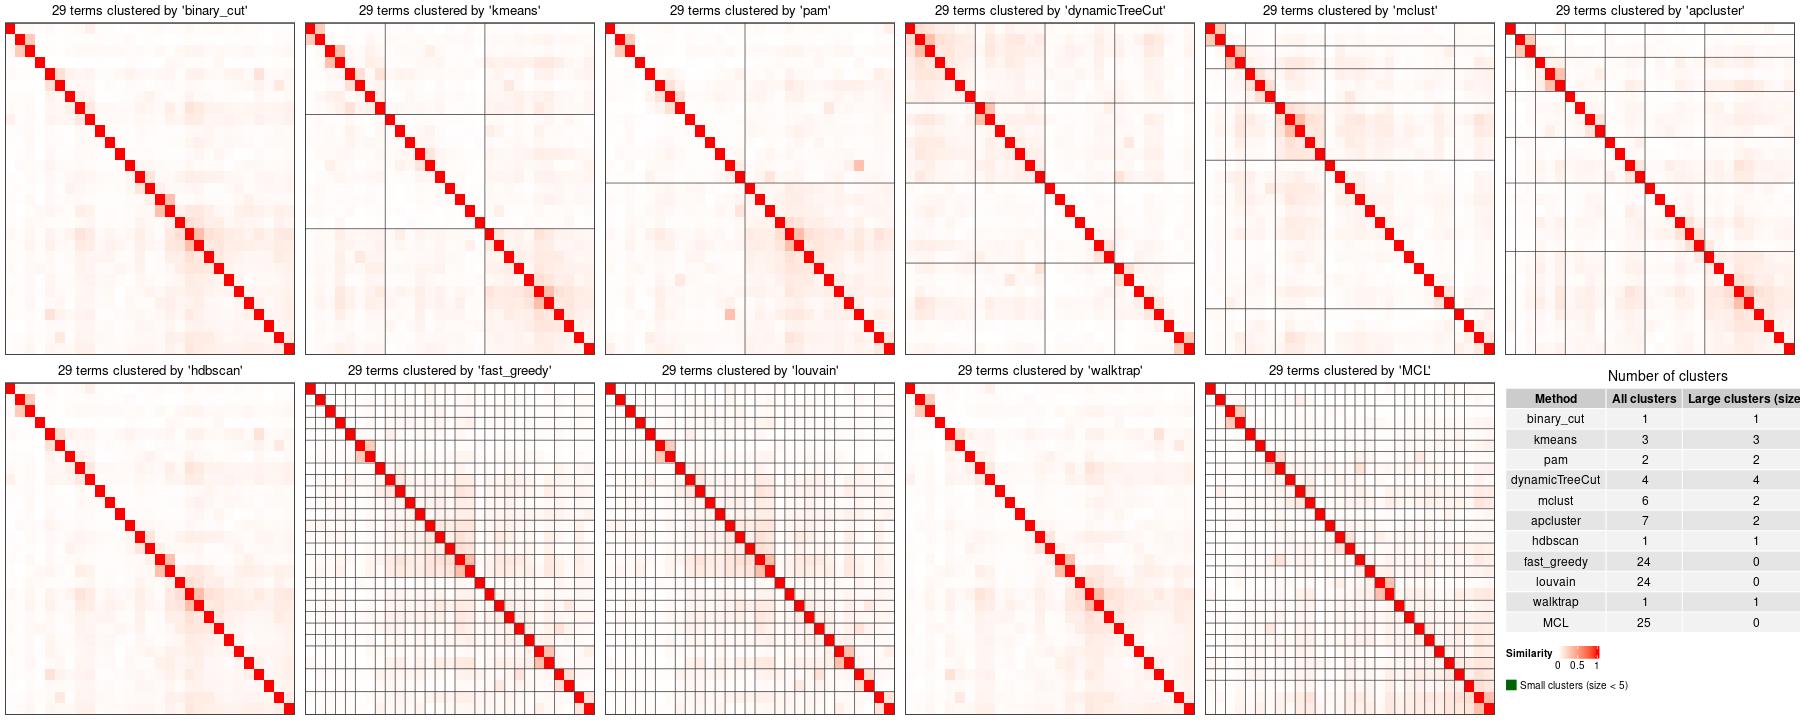 29 terms clustered by 'binary_cut'
29 terms clustered by 'kmeans'
29 terms clustered by 'pam'
29 terms clustered by 'dynamicTreeCut'
29 terms clustered by 'mclust'
29 terms clustered by 'apcluster'
29 terms clustered by 'hdbscan'
29 terms clustered by 'fast_greedy'
29 terms clustered by 'louvain'
29 terms clustered by 'walktrap'
29 terms clustered by 'MCL'
Number of clusters
Method All clusters Large clusters (size
binary_cut 1 1
kmeans 3 3
pam 2 2
dynamicTreeCut 4 4
mclust 6 2
apcluster 7 2
hdbscan 1 1
fast_greedy 24 0
louvain 24 0
walktrap 1 1
MCL 25 0
Similarity
0 0.5 1
Small clusters (size < 5)